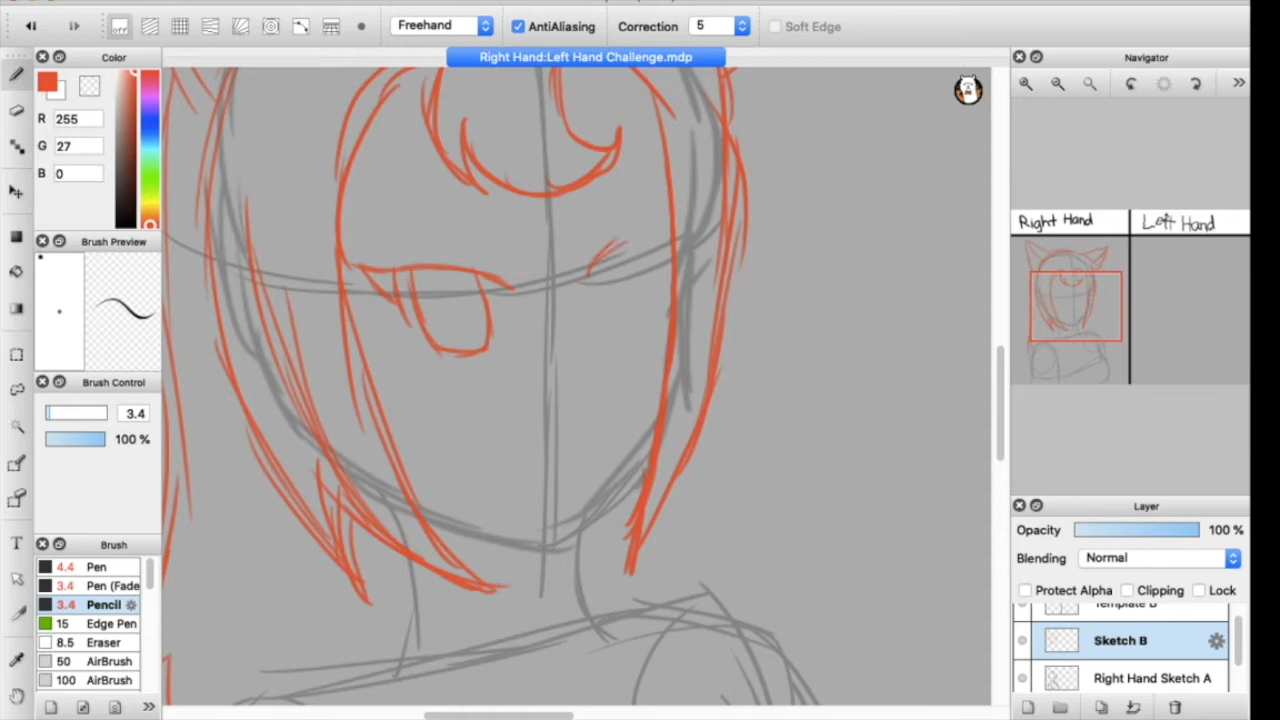 Freehand
AntiAliasing
Correction
5
Soft Edge
Right Hand:Left Hand Challenge.mdp
Color
R 255
G 27
B 0
Brush Preview
Brush Control
3.4
100 %
Brush
4.4 Pen
3.4 Pen (Fade
3.4 Pencil
15 Edge Pen
8.5 Eraser
50 AirBrush
100 AirBrush
T
Navigator
Right Hand
Left Hand
Layer
Opacity 100 %
Blending Normal
Protect Alpha Clipping Lock
Template B
Sketch B
Right Hand Sketch A